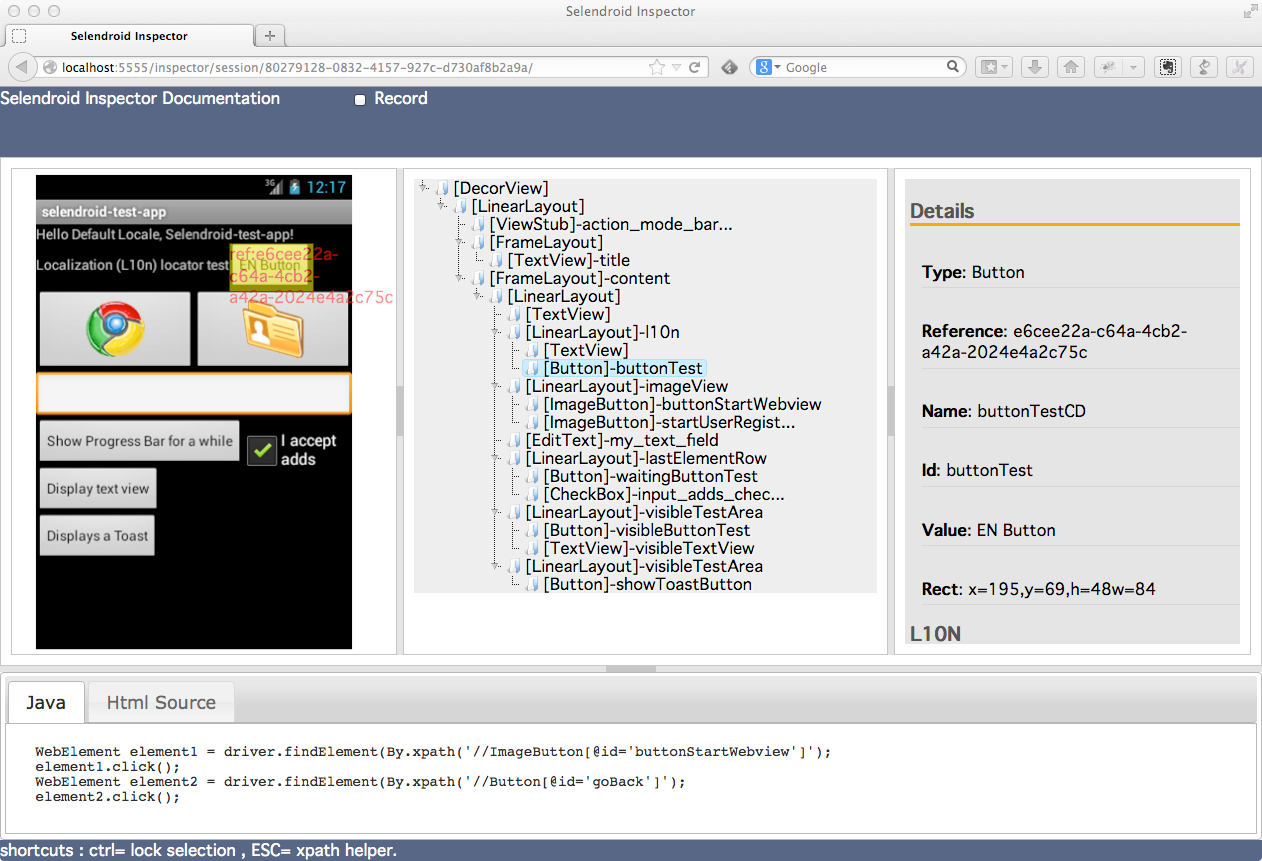 Selendroid Inspector
Selendroid Inspector
localhost:5555/inspector/session/80279128-0832-4157-927c-d730af8b2a9a/
Google
Selendroid Inspector Documentation
Record
3G 12:17
selendroid-test-app
Hello Default Locale, Selendroid-test-app!
Localization (L10n) locator test
EN Button
ref:e6cee22a-
c64a-4cb2-
a42a-2024e4a2c75c
Show Progress Bar for a while
I accept
adds
Display text view
Displays a Toast
[DecorView]
[LinearLayout]
[ViewStub]-action_mode_bar...
[FrameLayout]
[TextView]-title
[FrameLayout]-content
[LinearLayout]
[TextView]
[LinearLayout]-l10n
[TextView]
[Button]-buttonTest
[LinearLayout]-imageView
[ImageButton]-buttonStartWebview
[ImageButton]-startUserRegist...
[EditText]-my_text_field
[LinearLayout]-lastElementRow
[Button]-waitingButtonTest
[CheckBox]-input_adds_chec...
[LinearLayout]-visibleTestArea
[Button]-visibleButtonTest
[TextView]-visibleTextView
[LinearLayout]-visibleTestArea
[Button]-showToastButton
Details
Type: Button
Reference: e6cee22a-c64a-4cb2-
a42a-2024e4a2c75c
Name: buttonTestCD
Id: buttonTest
Value: EN Button
Rect: x=195,y=69,h=48w=84
L10N
Java
Html Source
WebElement element1 = driver.findElement(By.xpath('//ImageButton[@id='buttonStartWebview']');
element1.click();
WebElement element2 = driver.findElement(By.xpath('//Button[@id='goBack']');
element2.click();
shortcuts : ctrl= lock selection , ESC= xpath helper.